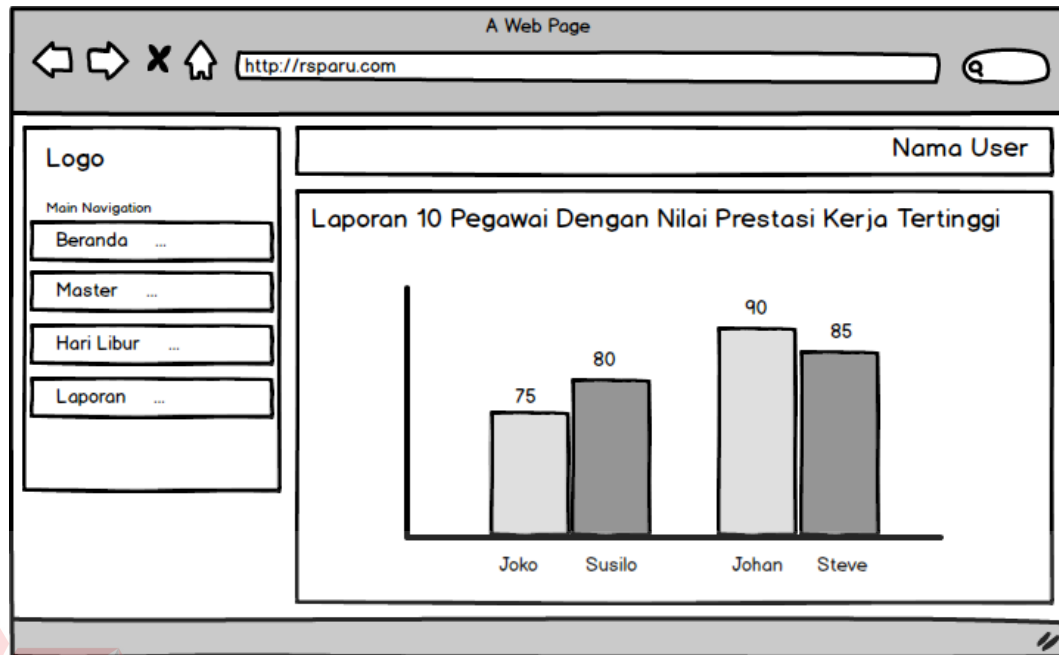 A Web Page
http://rsparu.com
Logo
Main Navigation
Beranda ...
Master ...
Hari Libur ...
Laporan ...
Nama User
Laporan 10 Pegawai Dengan Nilai Prestasi Kerja Tertinggi
75
80
90
85
Joko Susilo Johan Steve